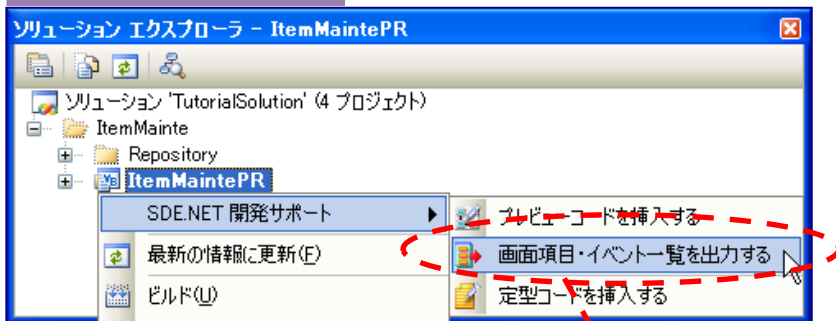 ソリューション エクスプローラ - ItemMaintePR
ソリューション 'TutorialSolution' (4 プロジェクト)
ItemMainte
Repository
ItemMaintePR
SDE.NET 開発サポート
プレビューコードを挿入する
最新の情報に更新(F)
画面項目・イベント一覧を出力する
ビルド(U)
定型コードを挿入する